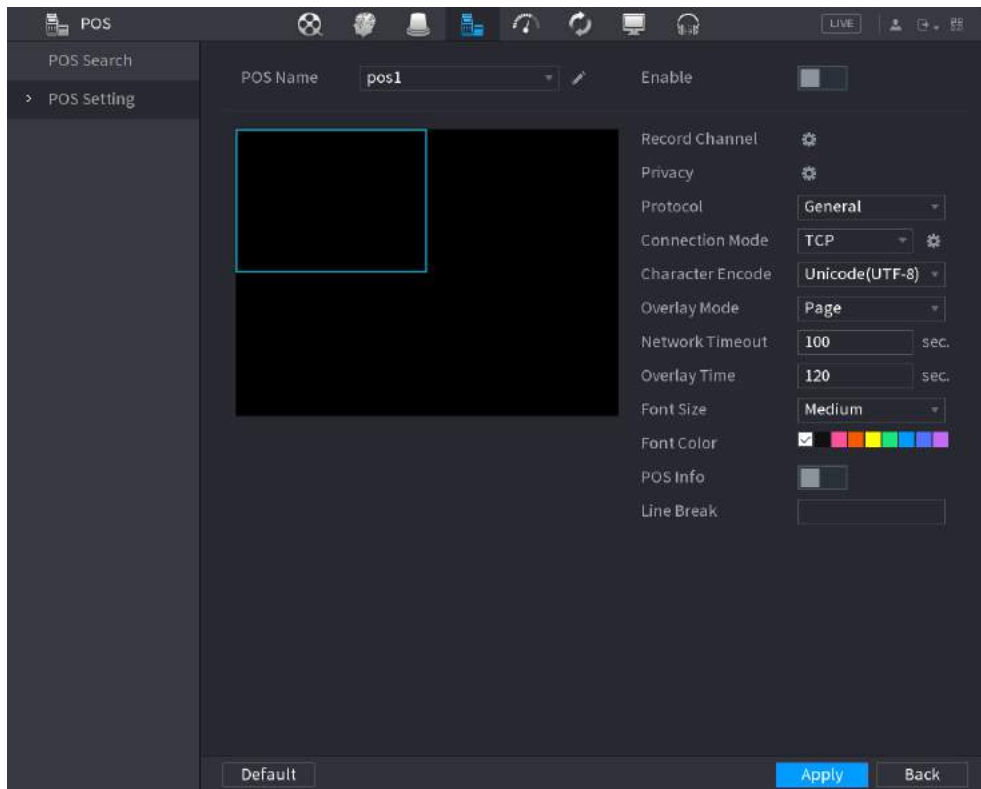 POS
LIVE
POS Search
POS Setting
POS Name pos1 Enable
Record Channel
Privacy
Protocol General
Connection Mode TCP
Character Encode Unicode(UTF-8)
Overlay Mode Page
Network Timeout 100 sec.
Overlay Time 120 sec.
Font Size Medium
Font Color
POS Info
Line Break
Default Apply Back